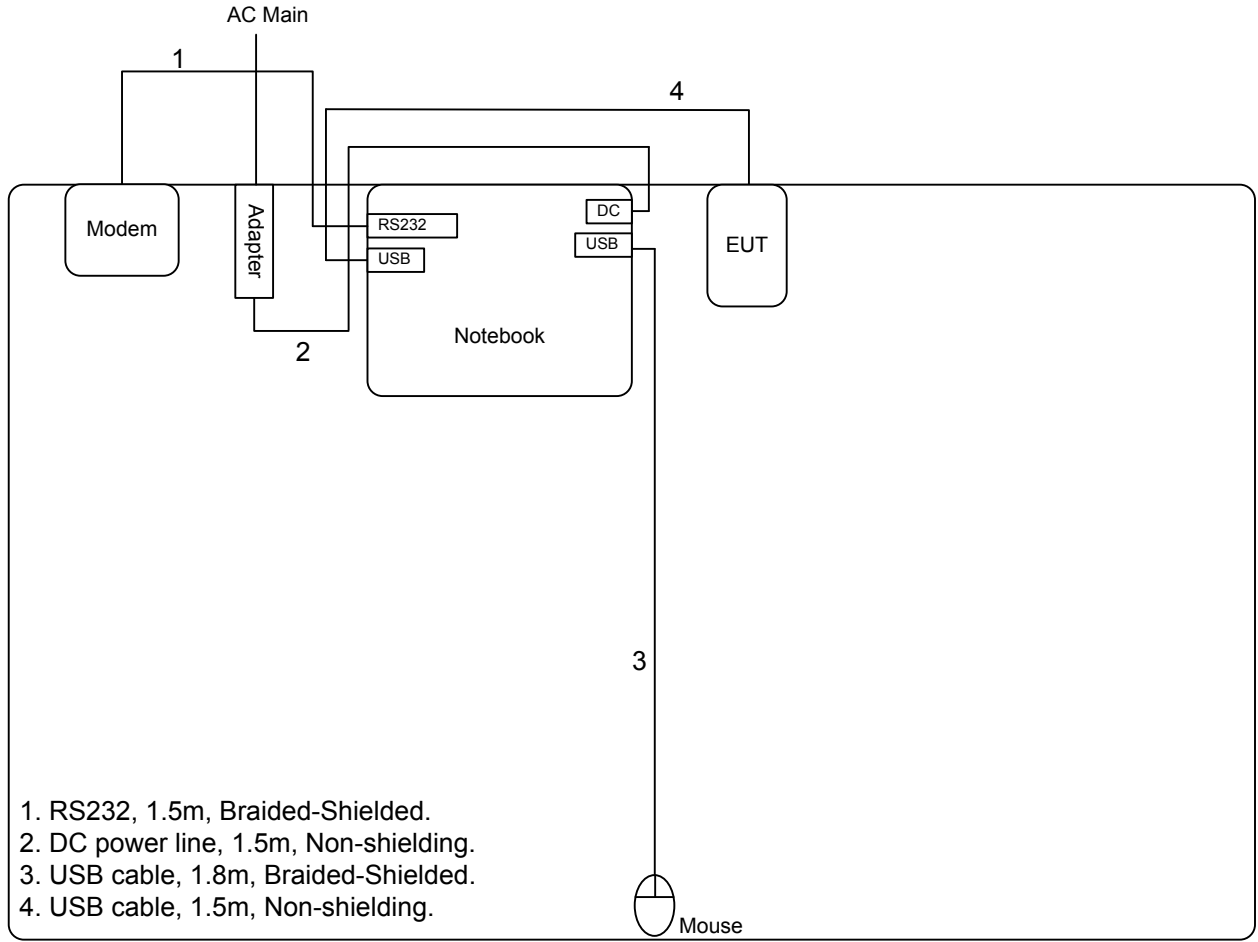 AC Main
1
4
Modem
Adapter
RS232
DC
USB
USB
EUT
Notebook
2
3
1. RS232, 1.5m, Braided-Shielded.
2. DC power line, 1.5m, Non-shielding.
3. USB cable, 1.8m, Braided-Shielded.
4. USB cable, 1.5m, Non-shielding.
Mouse